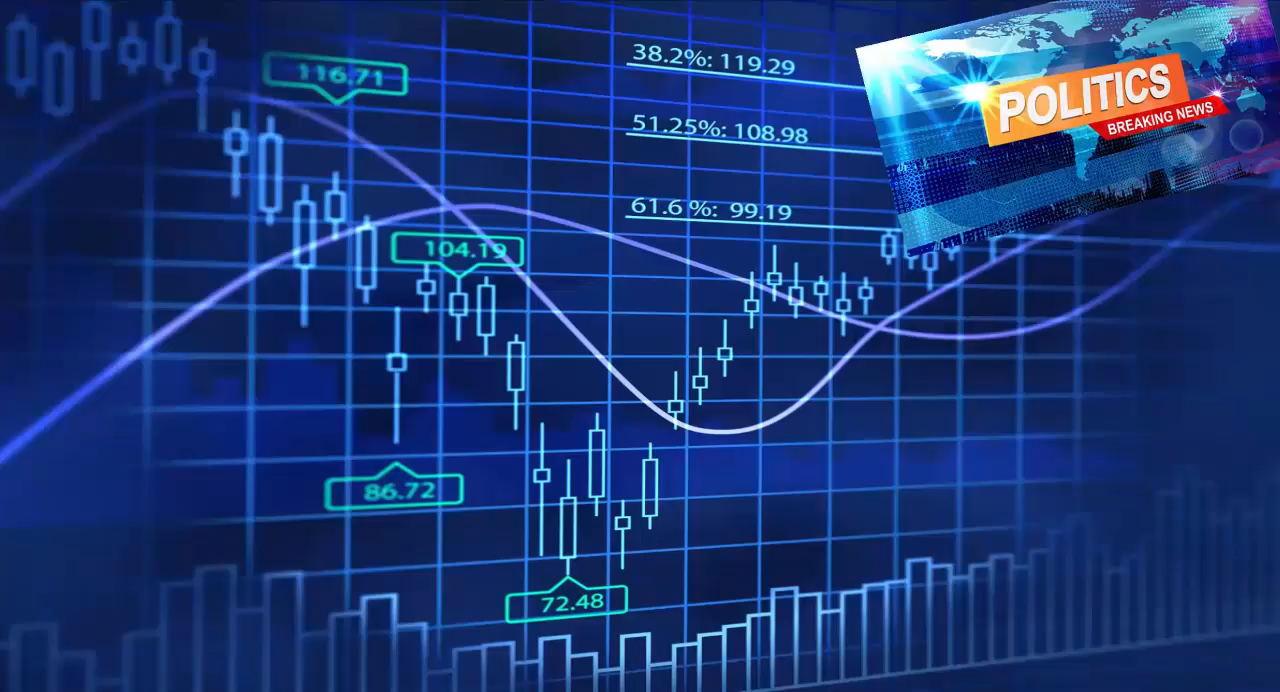 116.71
38.2%: 119.29
POLITICS
BREAKING NEWS
51.25%: 108.98
61.6 %: 99.19
104.19
86.72
72.48